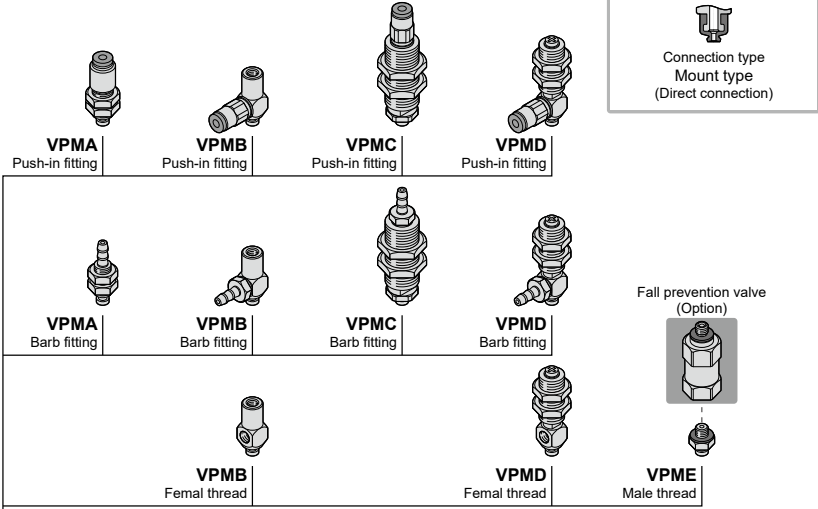 Connection type
Mount type
(Direct connection)
VPMA
Push-in fitting
VPMB
Push-in fitting
VPMC
Push-in fitting
VPMD
Push-in fitting
VPMA
Barb fitting
VPMB
Barb fitting
VPMC
Barb fitting
VPMD
Barb fitting
Fall prevention valve
(Option)
VPMB
Femal thread
VPMD
Femal thread
VPME
Male thread